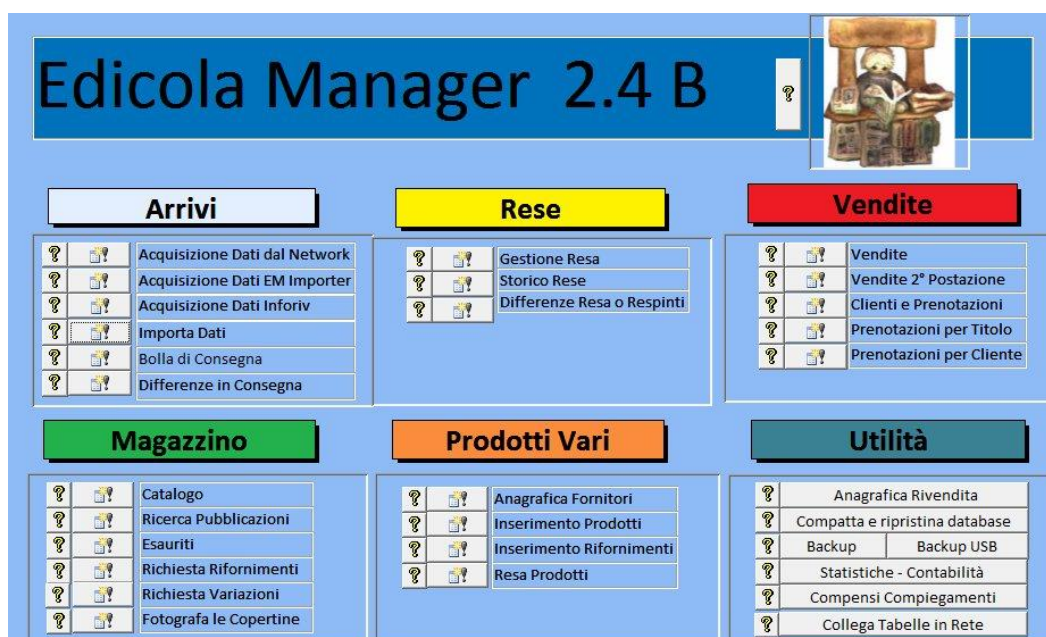 Edicola Manager 2.4 B
?
Arrivi
? Acquisizione Dati dal Network
? Acquisizione Dati EM Importer
? Acquisizione Dati Inforiv
? Importa Dati
? Bolla di Consegna
? Differenze in Consegna
Rese
? Gestione Resa
? Storico Rese
? Differenze Resa o Respinti
Vendite
? Vendite
? Vendite 2° Postazione
? Clienti e Prenotazioni
? Prenotazioni per Titolo
? Prenotazioni per Cliente
Magazzino
? Catalogo
? Ricerca Pubblicazioni
? Esauriti
? Richiesta Rifornimenti
? Richiesta Variazioni
? Fotografa le Copertine
Prodotti Vari
? Anagrafica Fornitori
? Inserimento Prodotti
? Inserimento Rifornimenti
? Resa Prodotti
Utilità
? Anagrafica Rivendita
? Compatta e ripristina database
? Backup Backup USB
? Statistiche - Contabilità
? Compensi Compiegamenti
? Collega Tabelle in Rete